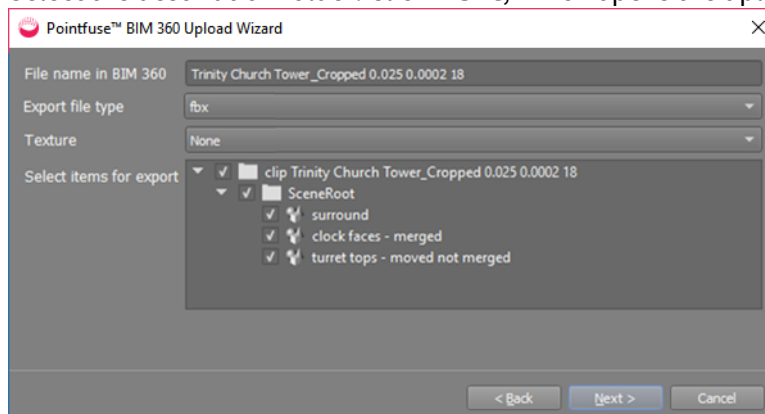 Pointfuse™ BIM 360 Upload Wizard
File name in BIM 360 Trinity Church Tower_Cropped 0.025 0.0002 18
Export file type fbx
Texture None
Select items for export clip Trinity Church Tower_Cropped 0.025 0.0002 18
SceneRoot
surround
clock faces - merged
turret tops - moved not merged
< Back Next > Cancel